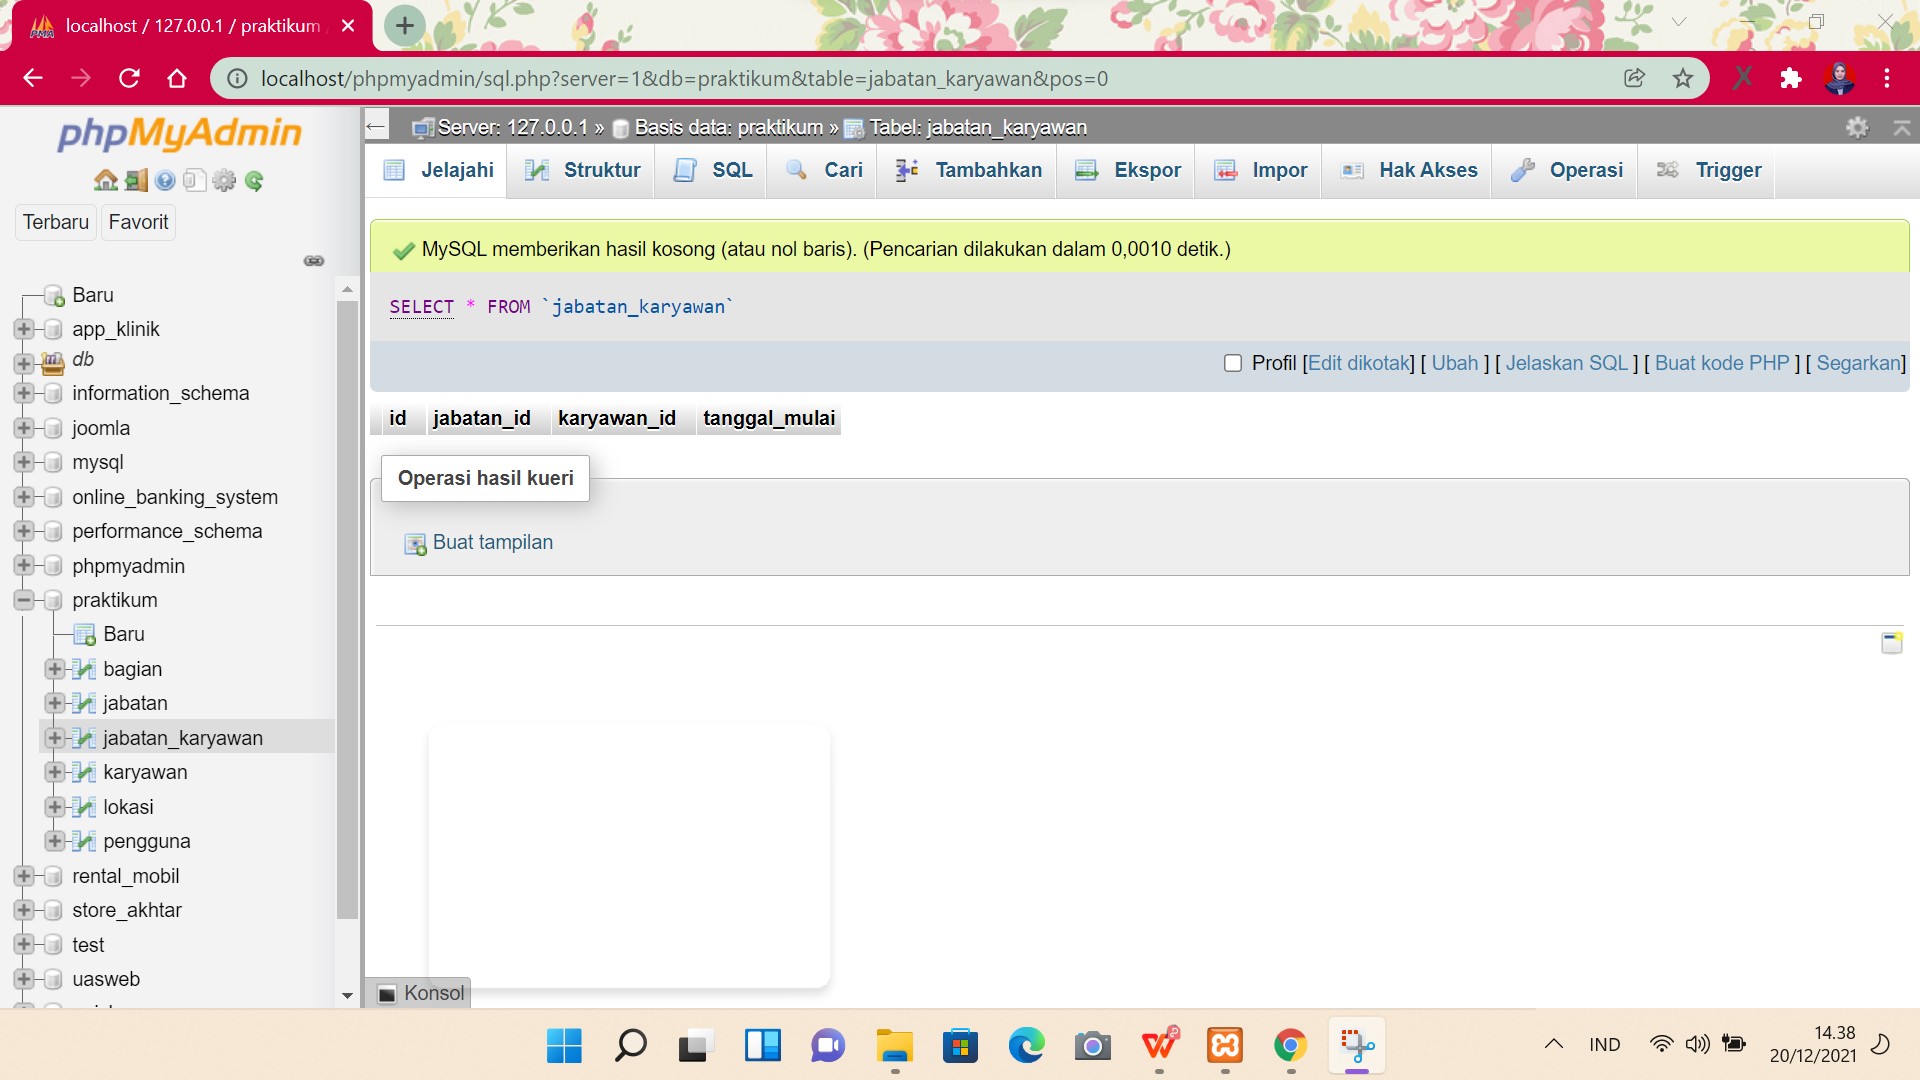 localhost / 127.0.0.1 / praktikum
localhost/phpmyadmin/sql.php?server=1&db=praktikum&table=jabatan_karyawan&pos=0
phpMyAdmin
Terbaru
Favorit
Baru
app_klinik
db
information_schema
joomla
mysql
online_banking_system
performance_schema
phpmyadmin
praktikum
Baru
bagian
jabatan
jabatan_karyawan
karyawan
lokasi
pengguna
rental_mobil
store_akhtar
test
uasweb
Server: 127.0.0.1 » Basis data: praktikum » Tabel: jabatan_karyawan
Jelajahi Struktur SQL Cari Tambahkan Ekspor Impor Hak Akses Operasi Trigger
MySQL memberikan hasil kosong (atau nol baris). (Pencarian dilakukan dalam 0,0010 detik.)
SELECT * FROM `jabatan_karyawan`
Profil [Edit dikotak] [ Ubah ] [ Jelaskan SQL ] [ Buat kode PHP ] [ Segarkan]
id jabatan_id karyawan_id tanggal_mulai
Operasi hasil kueri
Buat tampilan
Konsol
IND
14.38
20/12/2021